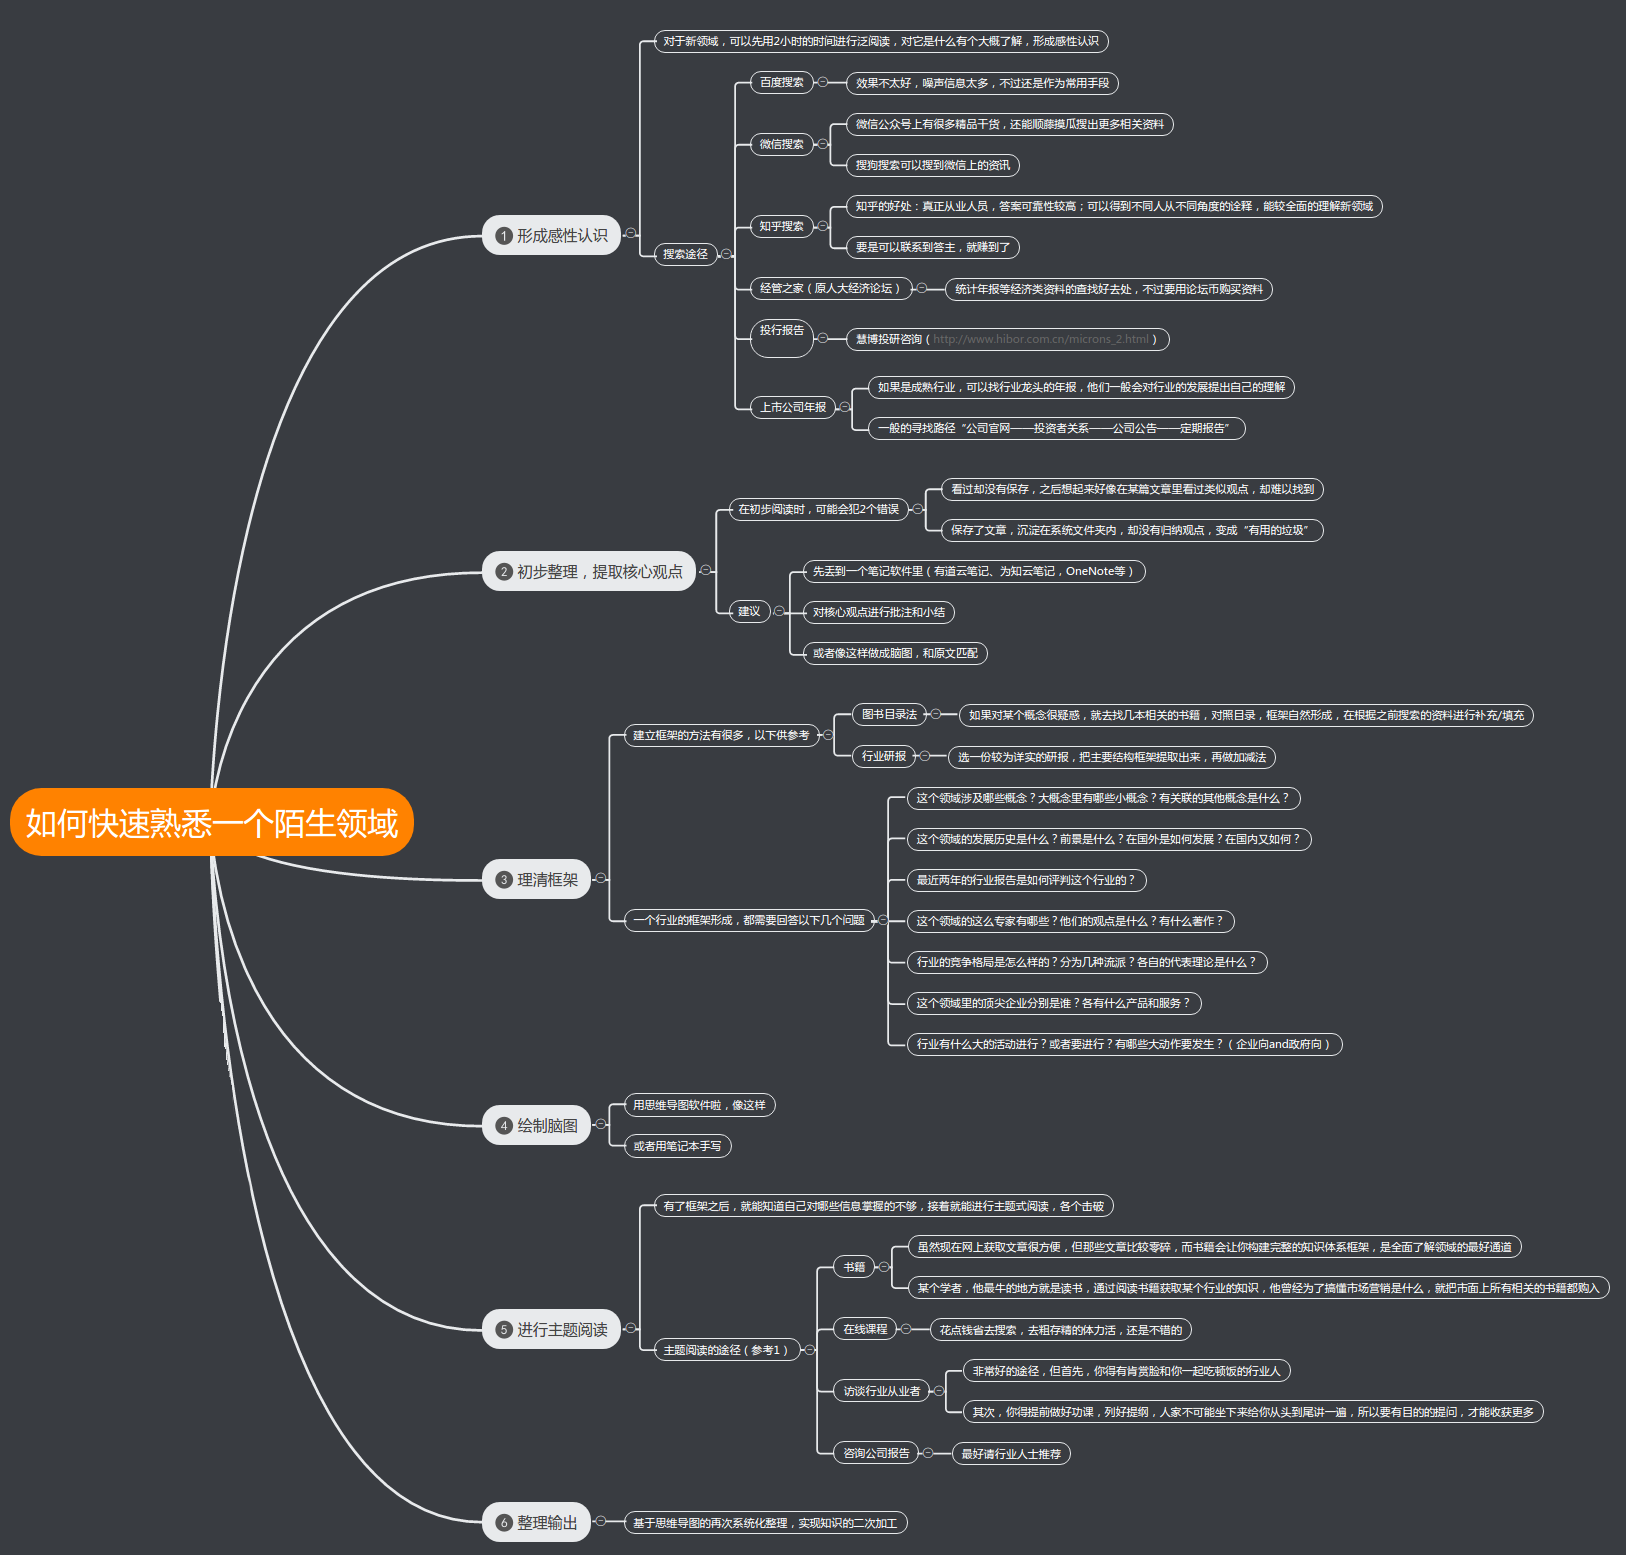 如何快速熟悉一个陌生领域
1 形成感性认识
对于新领域，可以先用2小时的时间进行泛阅读，对它是什么有个大概了解，形成感性认识
搜索途径
百度搜索
效果不太好，噪声信息太多，不过还是作为常用手段
微信搜索
微信公众号上有很多精品干货，还能顺藤摸瓜搜出更多相关资料
搜狗搜索可以搜到微信上的资讯
知乎搜索
知乎的好处：真正从业人员，答案可靠性较高；可以得到不同人从不同角度的诠释，能较全面的理解新领域
要是可以联系到答主，就赚到了
经管之家（原人大经济论坛）
统计年报等经济类资料的查找好去处，不过要用论坛币购买资料
投行报告
慧博投研咨询（http://www.hibor.com.cn/microns_2.html）
上市公司年报
如果是成熟行业，可以找行业龙头的年报，他们一般会对行业的发展提出自己的理解
一般的寻找路径“公司官网——投资者关系——公司公告——定期报告”
2 初步整理，提取核心观点
在初步阅读时，可能会犯2个错误
看过却没有保存，之后想起来好像在某篇文章里看过类似观点，却难以找到
保存了文章，沉淀在系统文件夹内，却没有归纳观点，变成“有用的垃圾”
建议
先丢到一个笔记软件里（有道云笔记、为知云笔记，OneNote等）
对核心观点进行批注和小结
或者像这样做成脑图，和原文匹配
3 理清框架
建立框架的方法有很多，以下供参考
图书目录法
如果对某个概念很疑惑，就去找几本相关的书籍，对照目录，框架自然形成，在根据之前搜索的资料进行补充/填充
行业研报
选一份较为详实的研报，把主要结构框架提取出来，再做加减法
一个行业的框架形成，都需要回答以下几个问题
这个领域涉及哪些概念？大概念里有哪些小概念？有关联的其他概念是什么？
这个领域的发展历史是什么？前景是什么？在国外是如何发展？在国内又如何？
最近两年的行业报告是如何评判这个行业的？
这个领域的这么专家有哪些？他们的观点是什么？有什么著作？
行业的竞争格局是怎么样的？分为几种流派？各自的代表理论是什么？
这个领域里的顶尖企业分别是谁？各有什么产品和服务？
行业有什么大的活动进行？或者要进行？有哪些大动作要发生？（企业向and政府向）
4 绘制脑图
用思维导图软件啦，像这样
或者用笔记本手写
5 进行主题阅读
有了框架之后，就能知道自己对哪些信息掌握的不够，接着就能进行主题式阅读，各个击破
主题阅读的途径（参考1）
书籍
虽然现在网上获取文章很方便，但那些文章比较零碎，而书籍会让你构建完整的知识体系框架，是全面了解领域的最好通道
某个学者，他最牛的地方就是读书，通过阅读书籍获取某个行业的知识，他曾经为了搞懂市场营销是什么，就把市面上所有相关的书籍都购入
在线课程
花点钱省去搜索，去粗存精的体力活，还是不错的
访谈行业从业者
非常好的途径，但首先，你得有肯赏脸和你一起吃顿饭的行业人
其次，你得提前做好功课，列好提纲，人家不可能坐下来给你从头到尾讲一遍，所以要有目的的提问，才能收获更多
咨询公司报告
最好请行业人士推荐
6 整理输出
基于思维导图的再次系统化整理，实现知识的二次加工